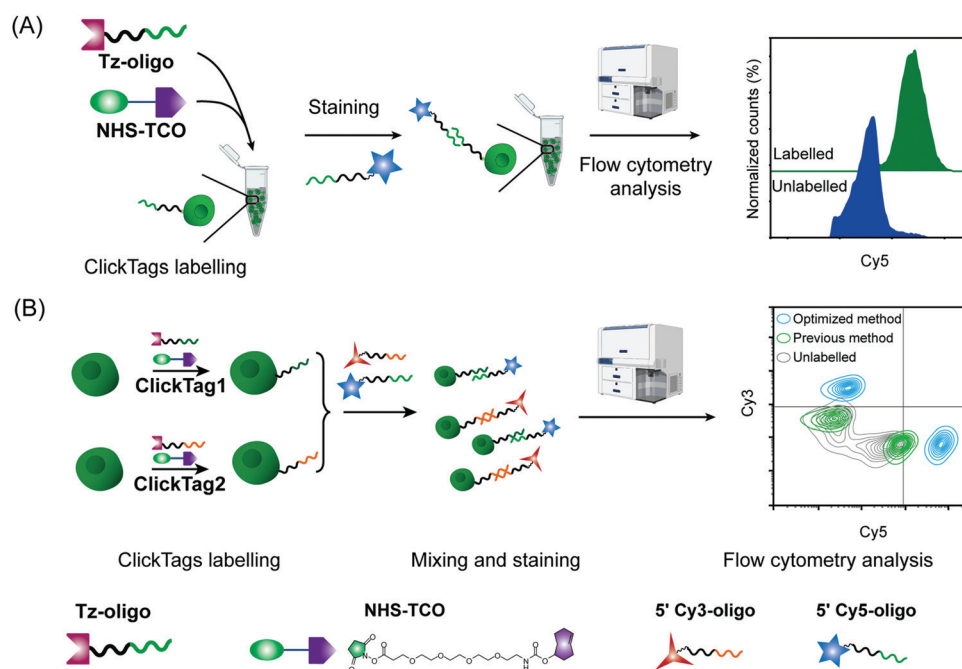 (A)
Tz-oligo
NHS-TCO
ClickTags labelling
Staining
Flow cytometry
analysis
Normalized counts (%)
Labelled
Unlabelled
Cy5
(B)
ClickTag1
ClickTag2
Optimized method
Previous method
Unlabelled
Cy3
Cy5
ClickTags labelling
Mixing and staining
Flow cytometry analysis
Tz-oligo
NHS-TCO
5' Cy3-oligo
5' Cy5-oligo
O
N
O
O
O
O
O
O
O
N
H
O
O